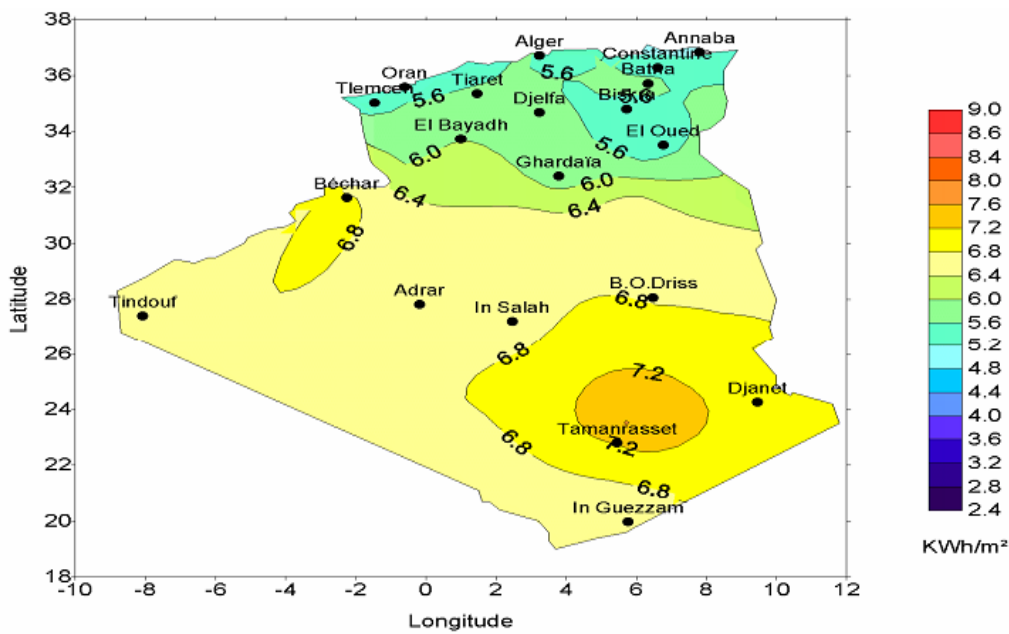 38
36
34
32
30
28
26
24
22
20
18
Latitude
-10 -8 -6 -4 -2 0 2 4 6 8 10 12
Longitude
Alger
Annaba
Constantine
Batna
Oran
Tiaret
5.6
Tlemcen
5.6
Djelfa
Biskra
5.6
El Bayadh
El Oued
5.6
6.0
Ghardaïa
6.0
Béchar
6.4
6.4
6.8
Adrar
B.O.Driss
6.8
Tindouf
In Salah
6.8
7.2
Djanet
Tamanrasset
7.2
6.8
6.8
In Guezzam
9.0
8.6
8.4
8.0
7.6
7.2
6.8
6.4
6.0
5.6
5.2
4.8
4.4
4.0
3.6
3.2
2.8
2.4
KWh/m²